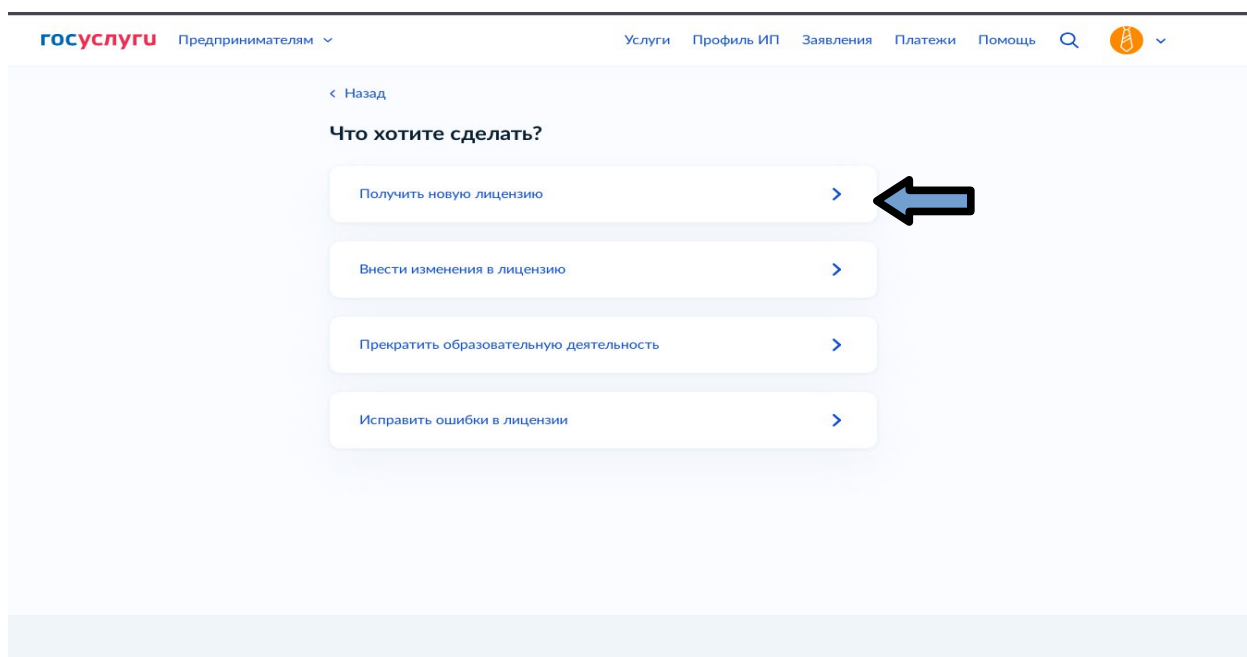 госуслуги Предпринимателям Услуги Профиль ИП Заявления Платежи Помощь
Назад
Что хотите сделать?
Получить новую лицензию
Внести изменения в лицензию
Прекратить образовательную деятельность
Исправить ошибки в лицензии